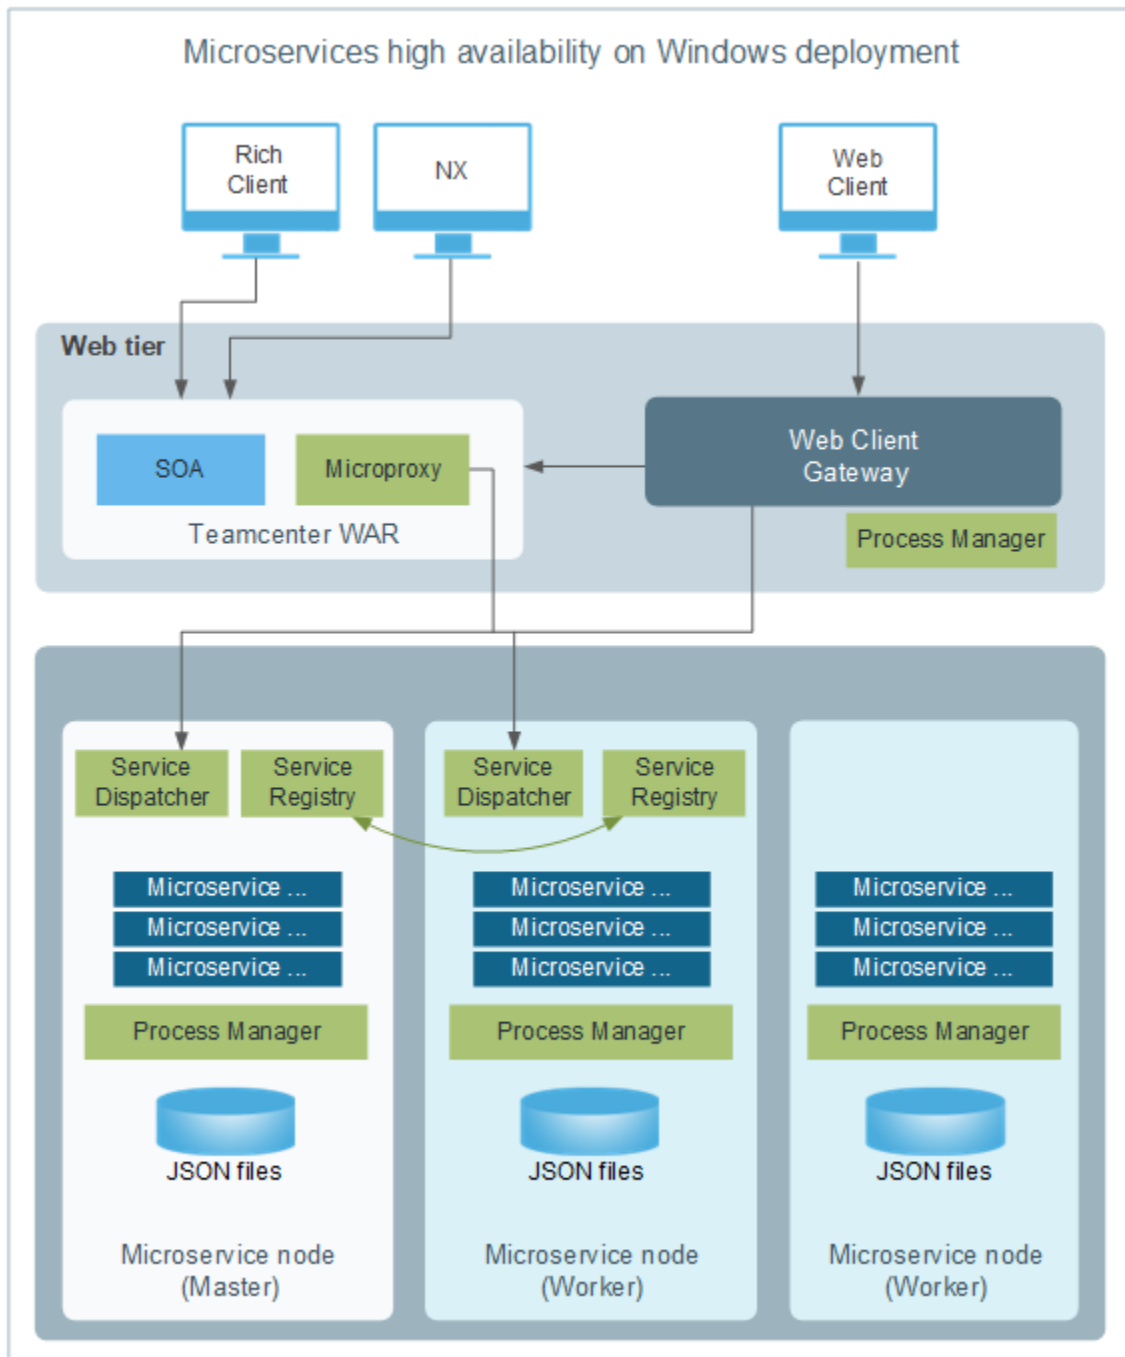 Microservices high availability on Windows deployment
Rich
Client
NX
Web
Client
Web tier
SOA
Microproxy
Teamcenter WAR
Web Client
Gateway
Process Manager
Service
Dispatcher
Service
Registry
Service
Dispatcher
Service
Registry
Microservice ...
Microservice ...
Microservice ...
Microservice ...
Microservice ...
Microservice ...
Microservice ...
Microservice ...
Microservice ...
Process Manager
Process Manager
Process Manager
JSON files
JSON files
JSON files
Microservice node
(Master)
Microservice node
(Worker)
Microservice node
(Worker)